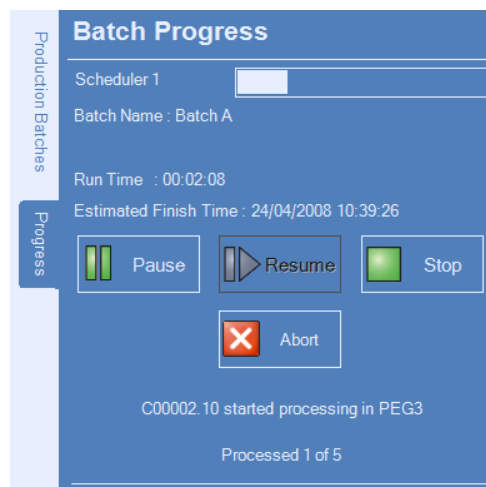 Production Batches
Progress
Batch Progress
Scheduler 1
Batch Name : Batch A
Run Time : 00:02:08
Estimated Finish Time : 24/04/2008 10:39:26
Pause
Resume
Stop
Abort
C00002.10 started processing in PEG3
Processed 1 of 5